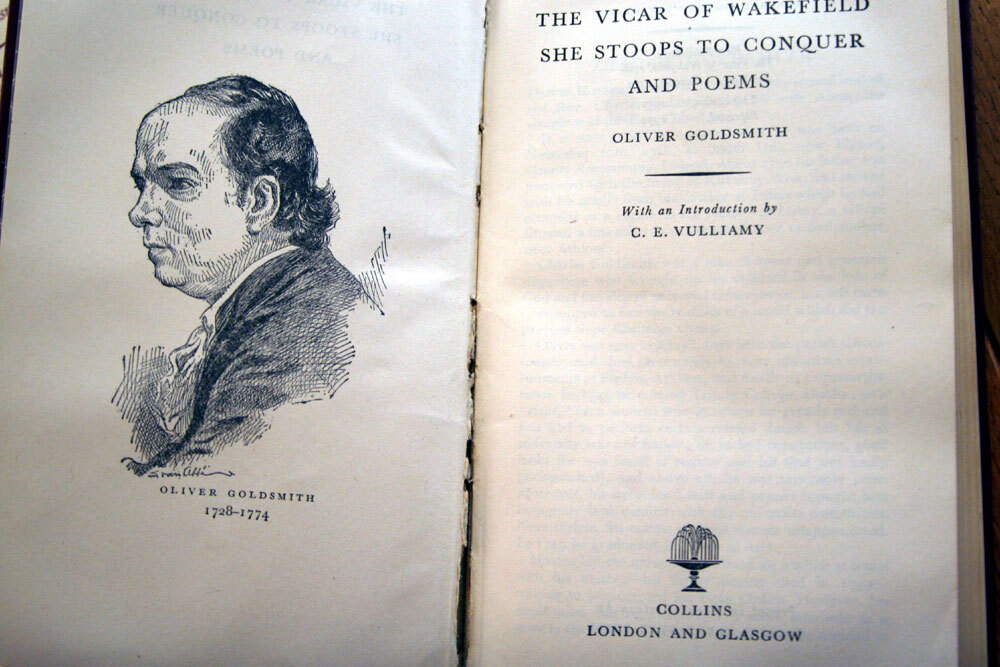 OLIVER GOLDSMITH
1728–1774
THE VICAR OF WAKEFIELD
SHE STOOPS TO CONQUER
AND POEMS
OLIVER GOLDSMITH
With an Introduction by
C. E. VULLIAMY
COLLINS
LONDON AND GLASGOW